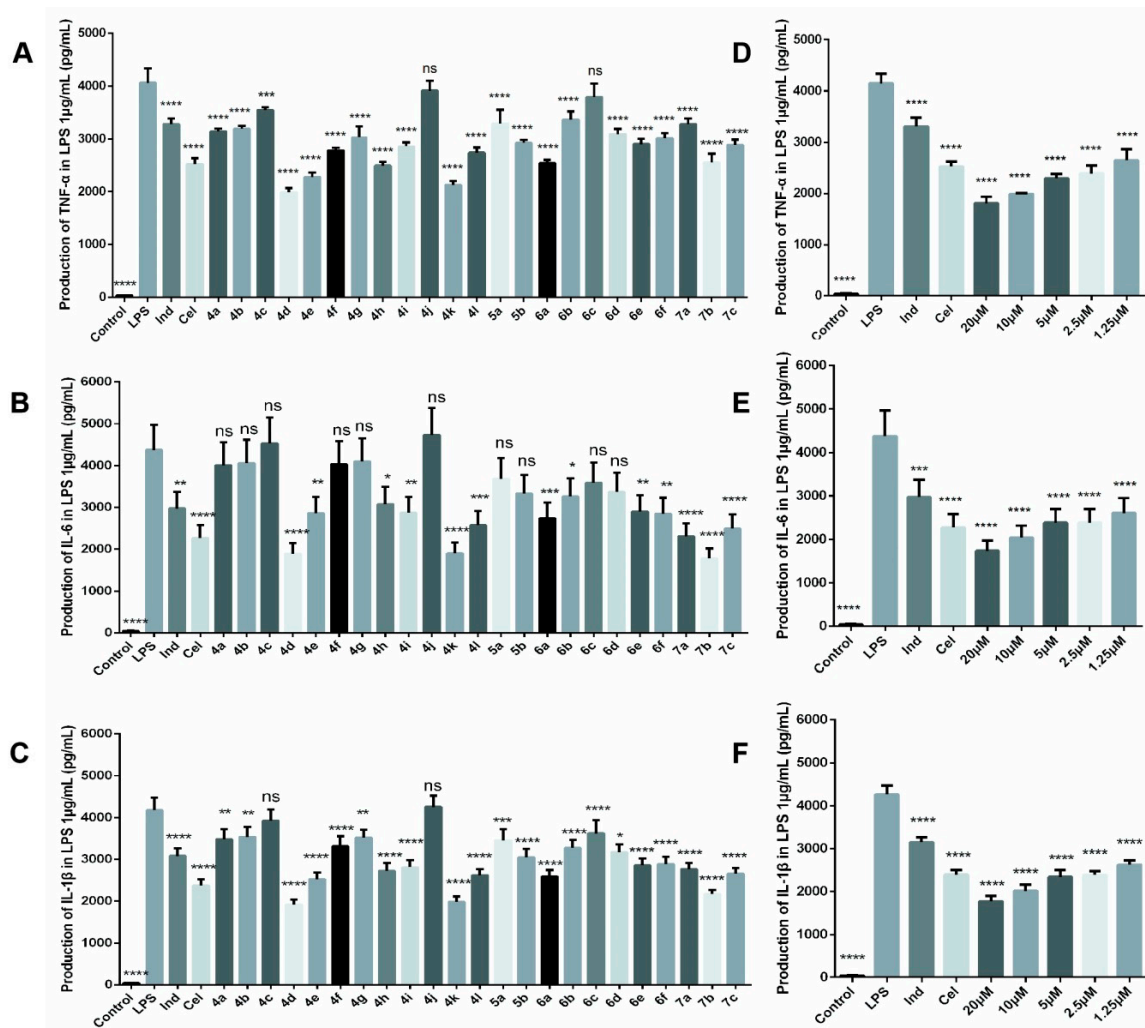 A
Production of TNF-α in LPS 1μg/mL (pg/mL)
5000
4000
3000
2000
1000
0
**** **** **** **** **** *** **** **** **** **** **** **** ns **** **** **** **** **** **** ns **** **** **** **** **** ****
Control LPS Ind Cel 4a 4b 4c 4d 4e 4f 4g 4h 4i 4j 4k 4l 5a 5b 6a 6b 6c 6d 6e 6f 7a 7b 7c
D
Production of TNF-α in LPS 1μg/mL (pg/mL)
5000
4000
3000
2000
1000
0
**** **** **** **** **** **** **** ****
Control LPS Ind Cel 20μM 10μM 5μM 2.5μM 1.25μM
B
Production of IL-6 in LPS 1μg/mL (pg/mL)
6000
5000
4000
3000
2000
1000
0
**** ** **** ns ns ns **** ** ns ns * ** ns **** *** ns ns *** * ns ns ** ** **** **** ****
Control LPS Ind Cel 4a 4b 4c 4d 4e 4f 4g 4h 4i 4j 4k 4l 5a 5b 6a 6b 6c 6d 6e 6f 7a 7b 7c
E
Production of IL-6 in LPS 1μg/mL (pg/mL)
6000
5000
4000
3000
2000
1000
0
**** *** **** **** **** **** **** ****
Control LPS Ind Cel 20μM 10μM 5μM 2.5μM 1.25μM
C
Production of IL-1β in LPS 1μg/mL (pg/mL)
6000
5000
4000
3000
2000
1000
0
**** **** **** ** ** ns **** **** **** ** **** **** ns **** **** *** **** **** **** **** * **** **** **** **** ****
Control LPS Ind Cel 4a 4b 4c 4d 4e 4f 4g 4h 4i 4j 4k 4l 5a 5b 6a 6b 6c 6d 6e 6f 7a 7b 7c
F
Production of IL-1β in LPS 1μg/mL (pg/mL)
6000
5000
4000
3000
2000
1000
0
**** **** **** **** **** **** **** ****
Control LPS Ind Cel 20μM 10μM 5μM 2.5μM 1.25μM